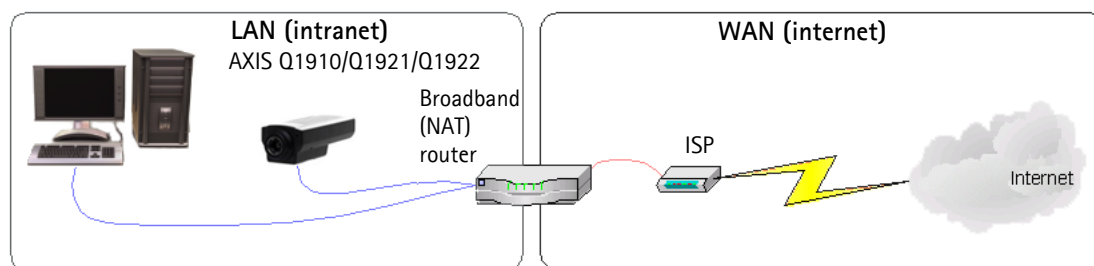 LAN (intranet)
AXIS Q1910/Q1921/Q1922
Broadband
(NAT)
router
WAN (internet)
ISP
Internet